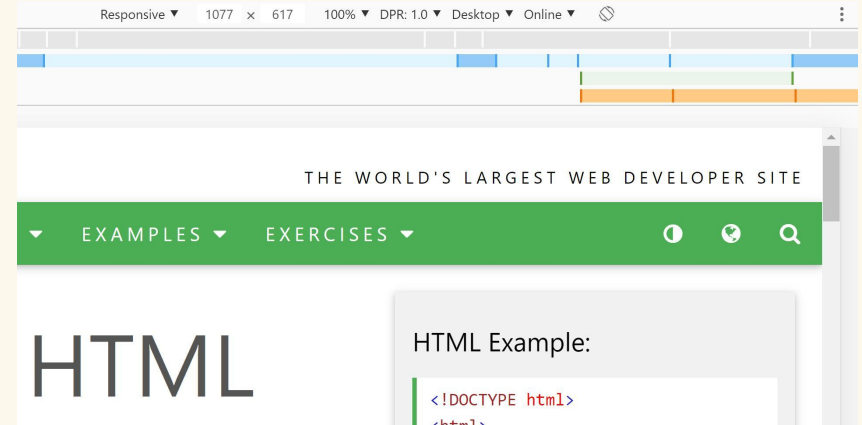 Responsive ▼ 1077 × 617 100% ▼ DPR: 1.0 ▼ Desktop ▼ Online ▼
THE WORLD'S LARGEST WEB DEVELOPER SITE
EXAMPLES EXERCISES
HTML
HTML Example:
<!DOCTYPE html>
<html>